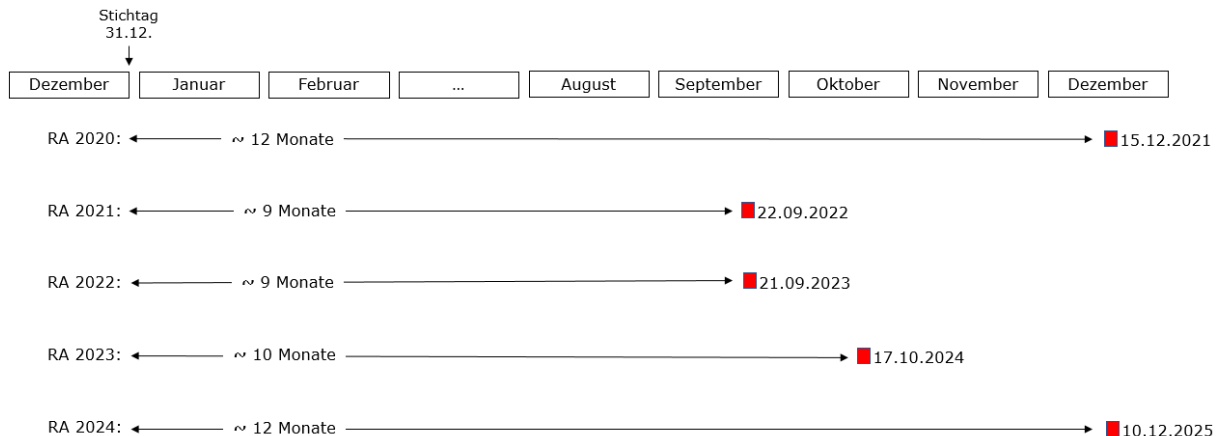 Stichtag
31.12.
Dezember Januar Februar ... August September Oktober November Dezember
RA 2020: ~ 12 Monate 15.12.2021
RA 2021: ~ 9 Monate 22.09.2022
RA 2022: ~ 9 Monate 21.09.2023
RA 2023: ~ 10 Monate 17.10.2024
RA 2024: ~ 12 Monate 10.12.2025